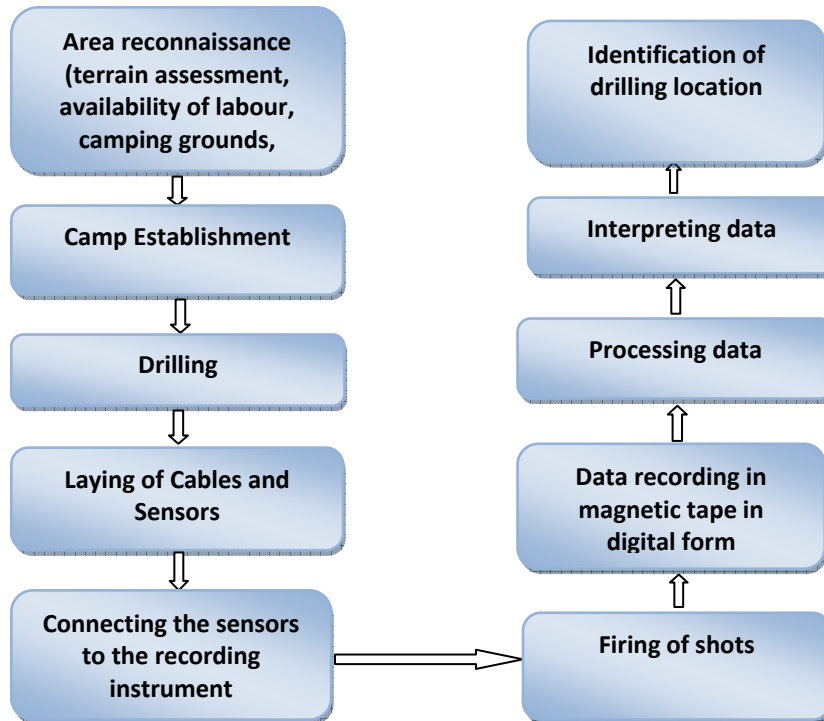 Area reconnaissance
(terrain assessment,
availability of labour,
camping grounds,
Camp Establishment
Drilling
Laying of Cables and
Sensors
Connecting the sensors
to the recording
instrument
Firing of shots
Data recording in
magnetic tape in
digital form
Processing data
Interpreting data
Identification of
drilling location